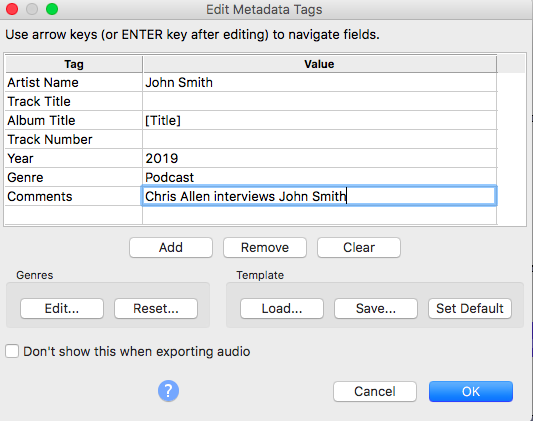 Edit Metadata Tags
Use arrow keys (or ENTER key after editing) to navigate fields.
Tag Value
Artist Name John Smith
Track Title
Album Title [Title]
Track Number
Year 2019
Genre Podcast
Comments Chris Allen interviews John Smith
Add Remove Clear
Genres Template
Edit... Reset... Load... Save... Set Default
Don't show this when exporting audio
? Cancel OK